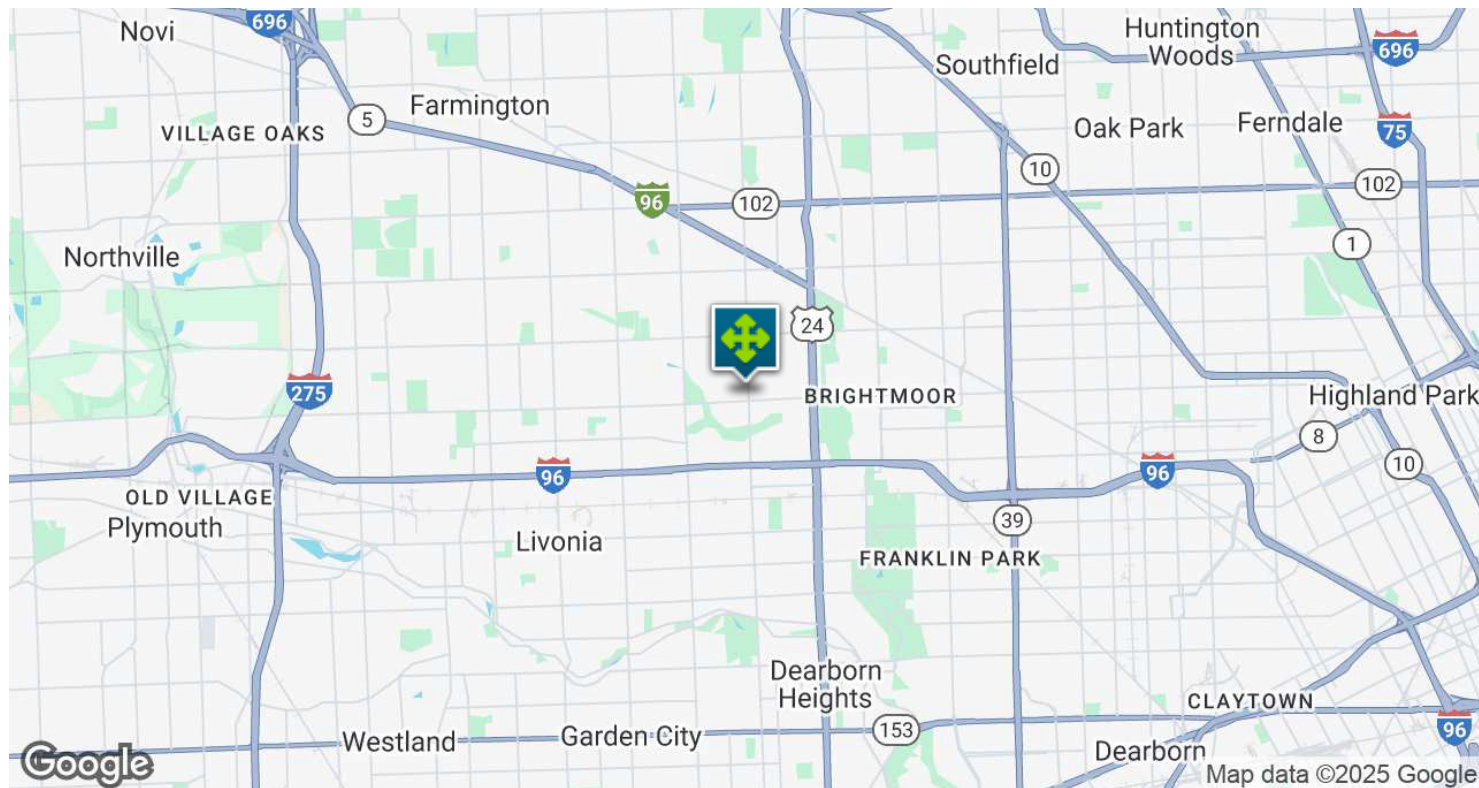 Novi
696
Huntington
Woods
696
Southfield
Farmington
5
VILLAGE OAKS
Oak Park
Ferndale
75
10
96
102
102
Northville
1
24
275
BRIGHTMOOR
Highland Park
8
10
96
96
OLD VILLAGE
Plymouth
Livonia
39
FRANKLIN PARK
Dearborn
Heights
CLAYTOWN
Westland
Garden City
153
96
Dearborn
Google
Map data ©2025 Google